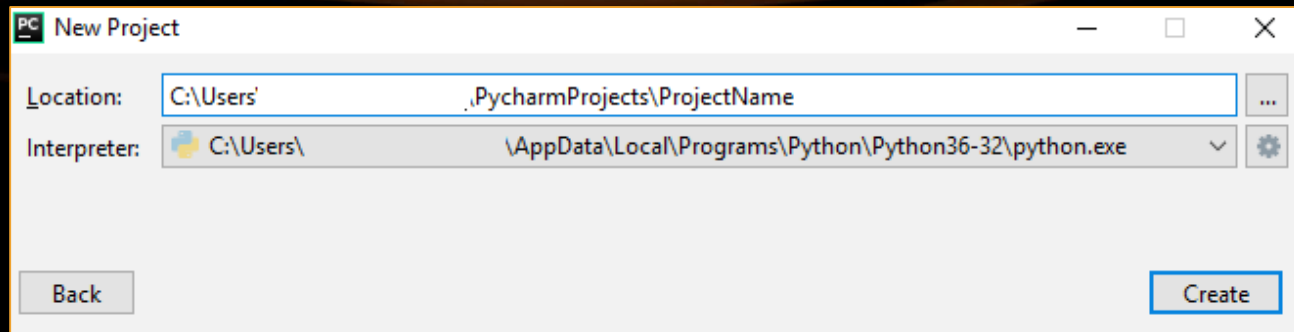 PC New Project
Location: C:\Users' \PycharmProjects\ProjectName ...
Interpreter: C:\Users\ \AppData\Local\Programs\Python\Python36-32\python.exe
Back Create